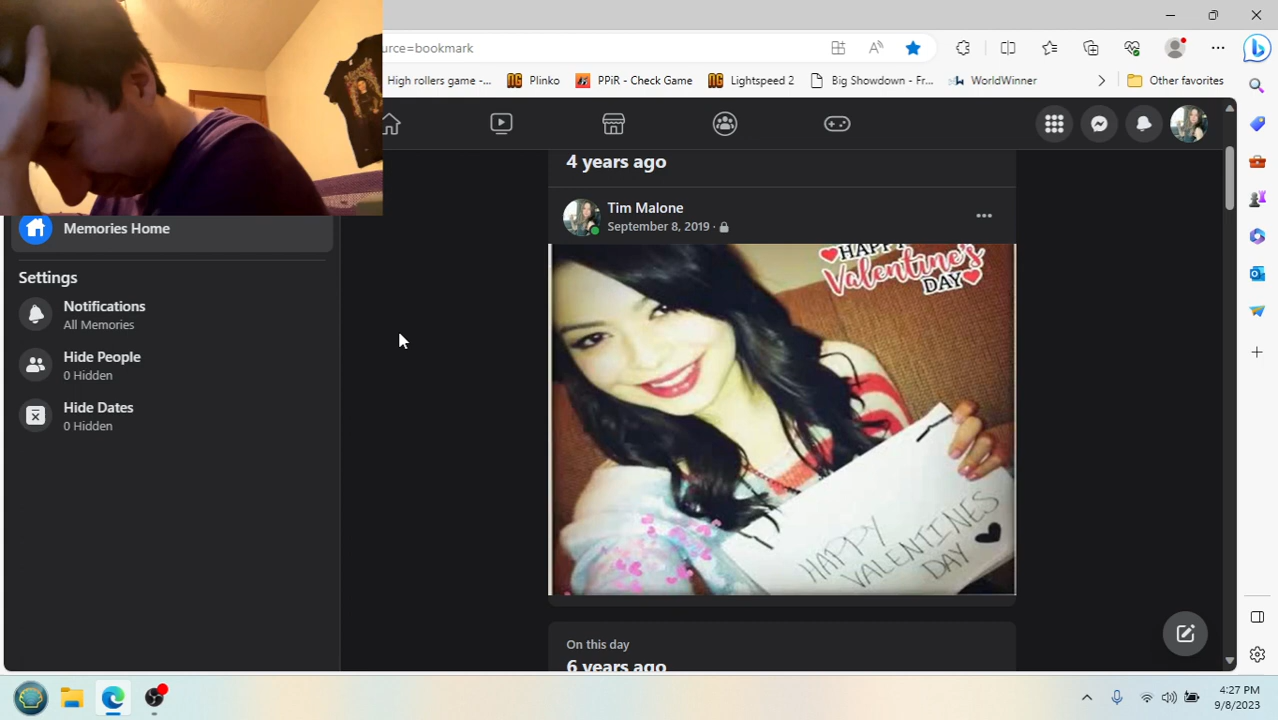 urce=bookmark
High rollers game -...
Plinko
PPiR - Check Game
Lightspeed 2
Big Showdown - Fr...
WorldWinner
Other favorites
4 years ago
Tim Malone
September 8, 2019 ·
Memories Home
Settings
Notifications
All Memories
Hide People
0 Hidden
Hide Dates
0 Hidden
HAPPY
Valentine's
DAY
HAPPY
VALENTINES
DAY
On this day
6 years ago
4:27 PM
9/8/2023